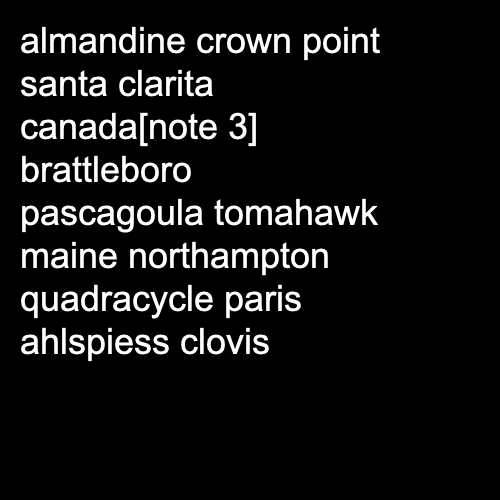 almandine crown point
santa clarita
canada[note 3]
brattleboro
pascagoula tomahawk
maine northampton
quadracycle paris
ahlspiess clovis